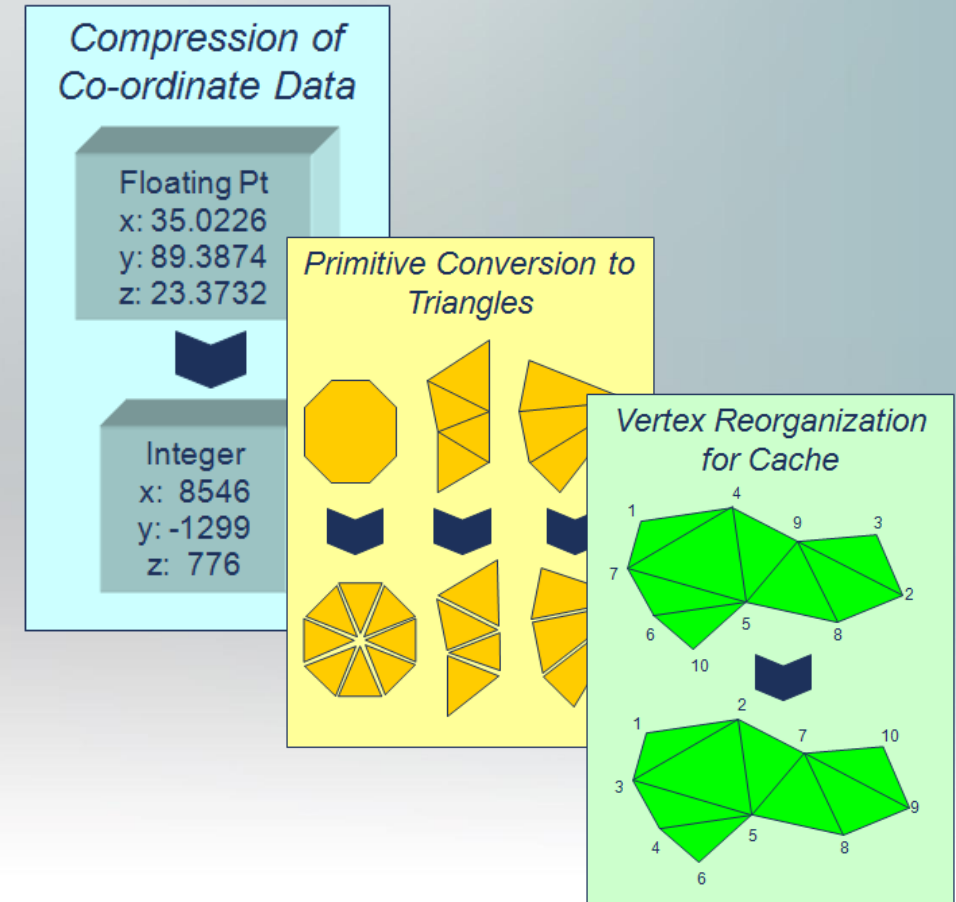 Compression of
Co-ordinate Data
Floating Pt
x: 35.0226
y: 89.3874
z: 23.3732
Integer
x: 8546
y: -1299
z: 776
Primitive Conversion to
Triangles
Vertex Reorganization
for Cache
4
1
9
3
7
2
5
6
8
10
2
1
7
10
3
9
5
4
8
6